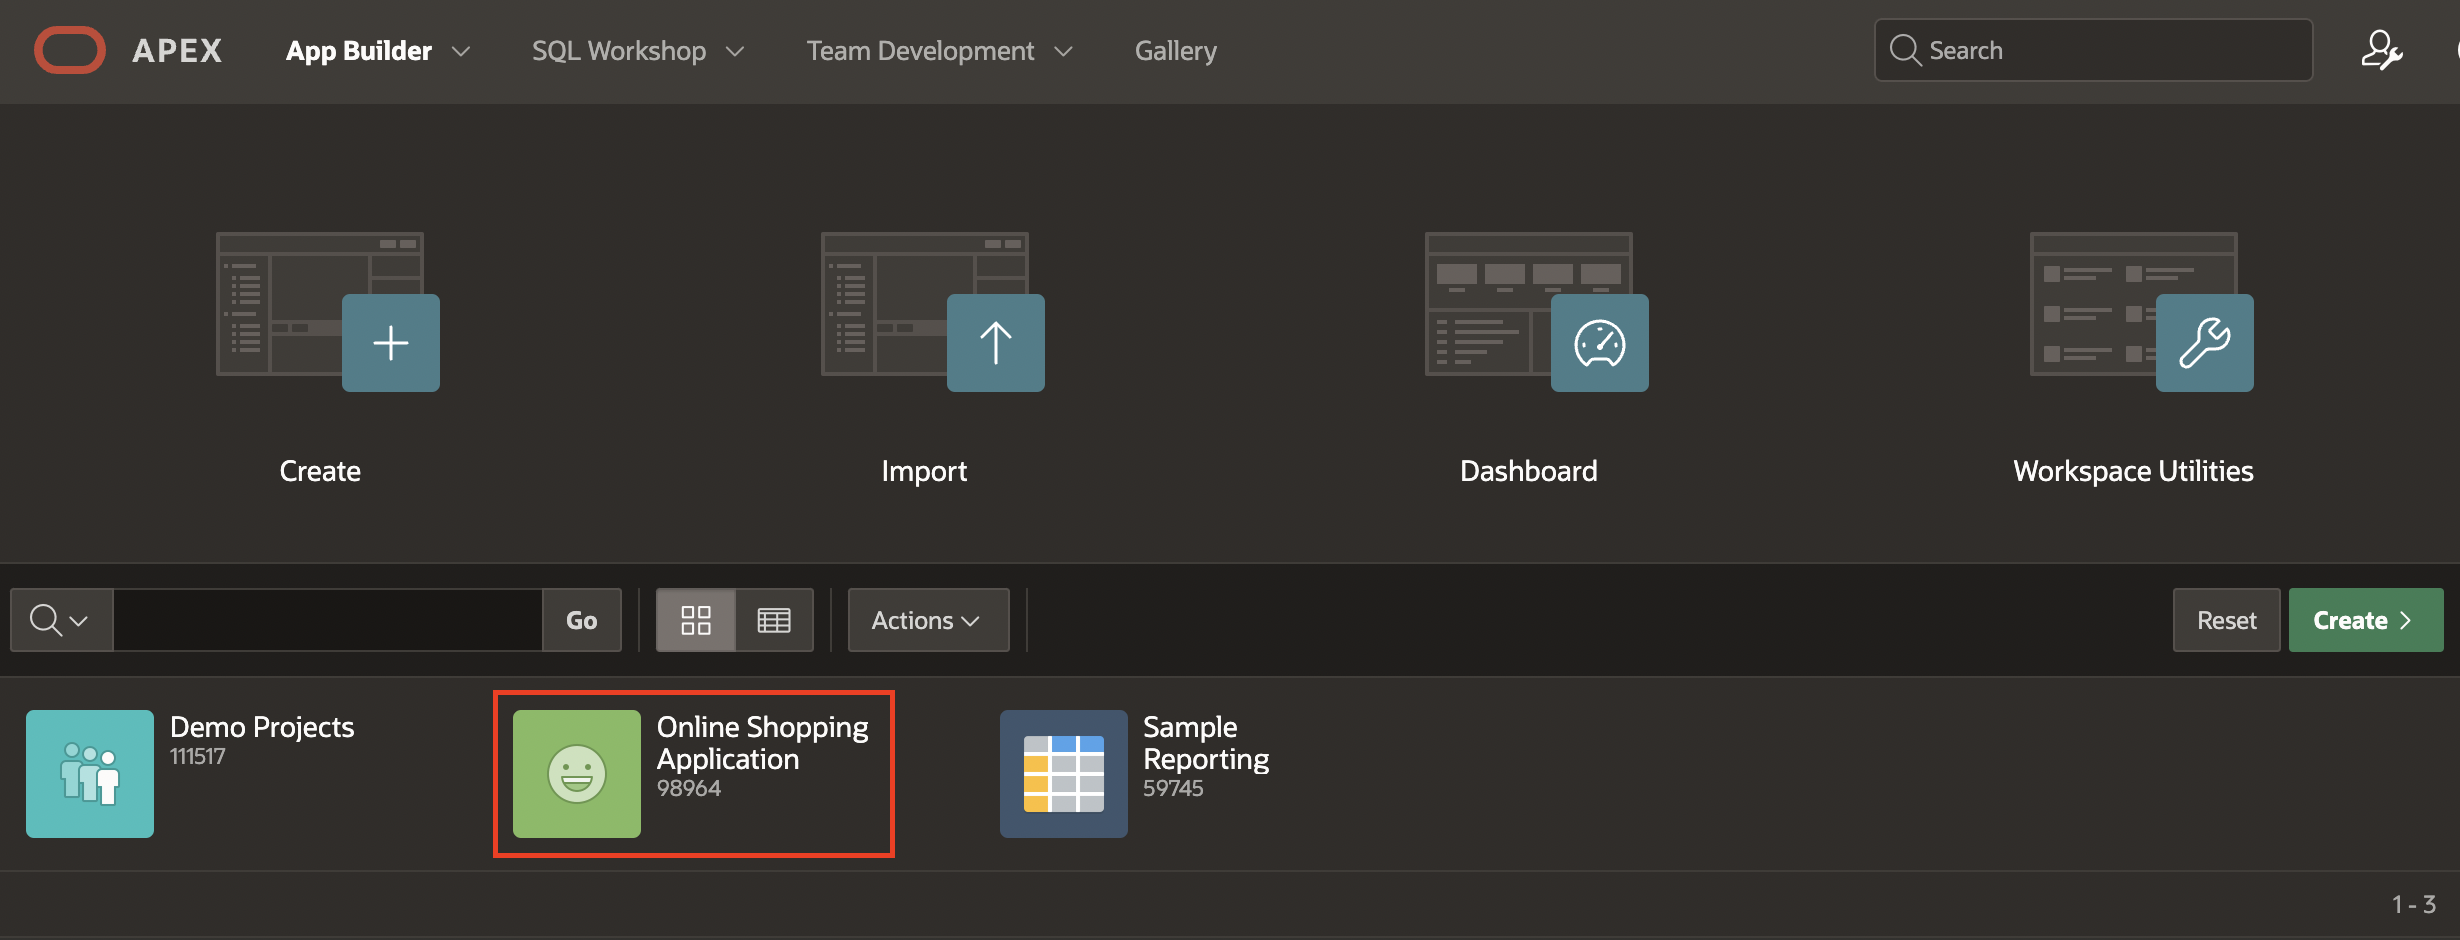 APEX App Builder SQL Workshop Team Development Gallery Search
Create Import Dashboard Workspace Utilities
Go Actions Reset Create
Demo Projects
111517
Online Shopping
Application
98964
Sample
Reporting
59745
1 - 3